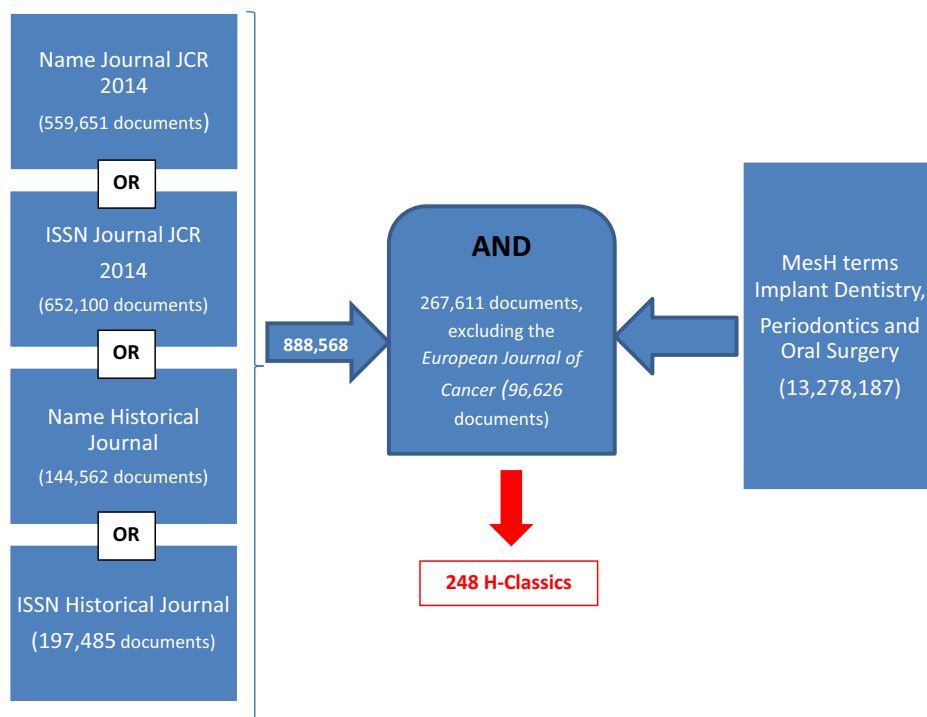 Name Journal JCR
2014
(559,651 documents)
OR
ISSN Journal JCR
2014
(652,100 documents)
OR
Name Historical
Journal
(144,562 documents)
OR
ISSN Historical Journal
(197,485 documents)
888,568
AND
267,611 documents,
excluding the
European Journal of
Cancer (96,626
documents)
248 H-Classics
MesH terms
Implant Dentistry,
Periodontics and
Oral Surgery
(13,278,187)